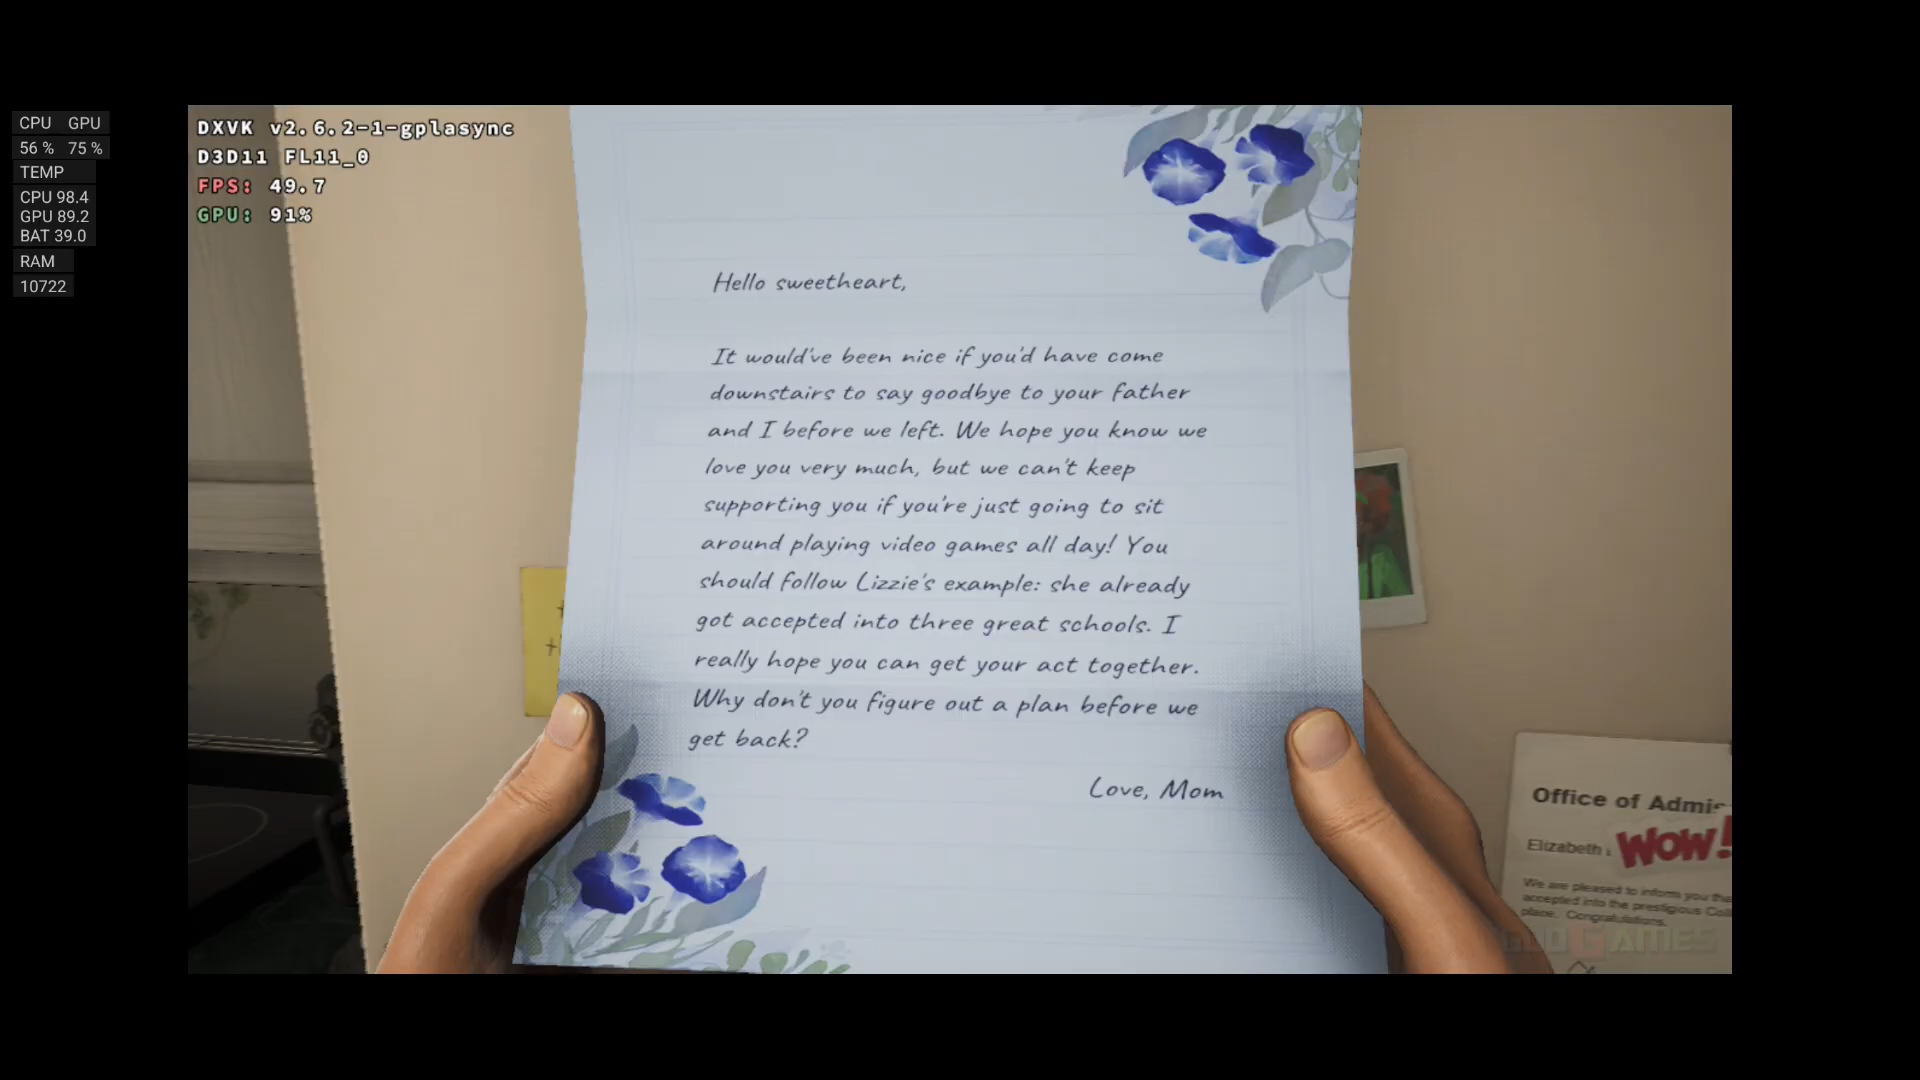 CPU GPU
56 % 75 %
TEMP
CPU 98.4
GPU 89.2
BAT 39.0
RAM
10722
DXVK v2.6.2-1-gplasync
D3D11 FL11_0
FPS: 49.7
GPU: 91%
Hello sweetheart,
It would've been nice if you'd have come
downstairs to say goodbye to your father
and I before we left. We hope you know we
love you very much, but we can't keep
supporting you if you're just going to sit
around playing video games all day! You
should follow Lizzie's example: she already
got accepted into three great schools. I
really hope you can get your act together.
Why don't you figure out a plan before we
get back?
Love, Mom
Office of Admis
Elizabeth
WOW!
We are pleased to inform you tha
accepted into the prestigious Coll
place. Congratulations.
GAMES